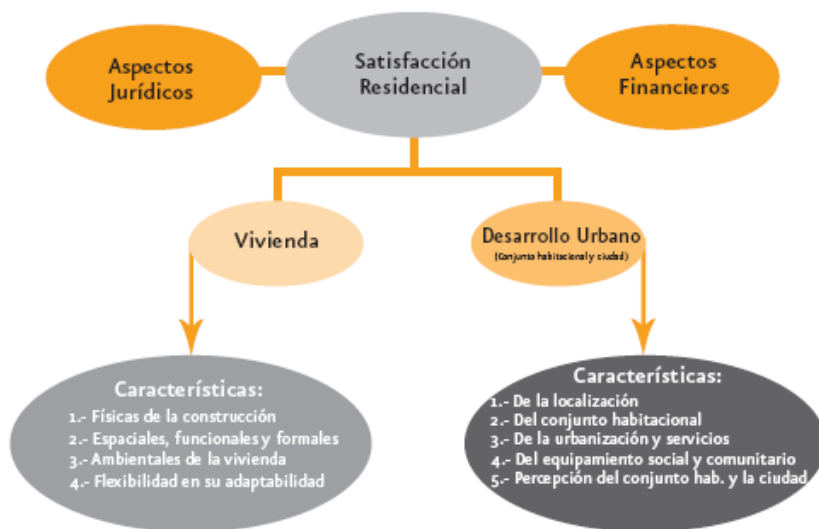 Aspectos
Jurídicos
Satisfacción
Residencial
Aspectos
Financieros
Vivienda
Desarrollo Urbano
(Conjunto habitacional y ciudad)
Características:
1.- Físicas de la construcción
2.- Espaciales, funcionales y formales
3.- Ambientales de la vivienda
4.- Flexibilidad en su adaptabilidad
Características:
1.- De la localización
2.- Del conjunto habitacional
3.- De la urbanización y servicios
4.- Del equipamiento social y comunitario
5.- Percepción del conjunto hab. y la ciudad